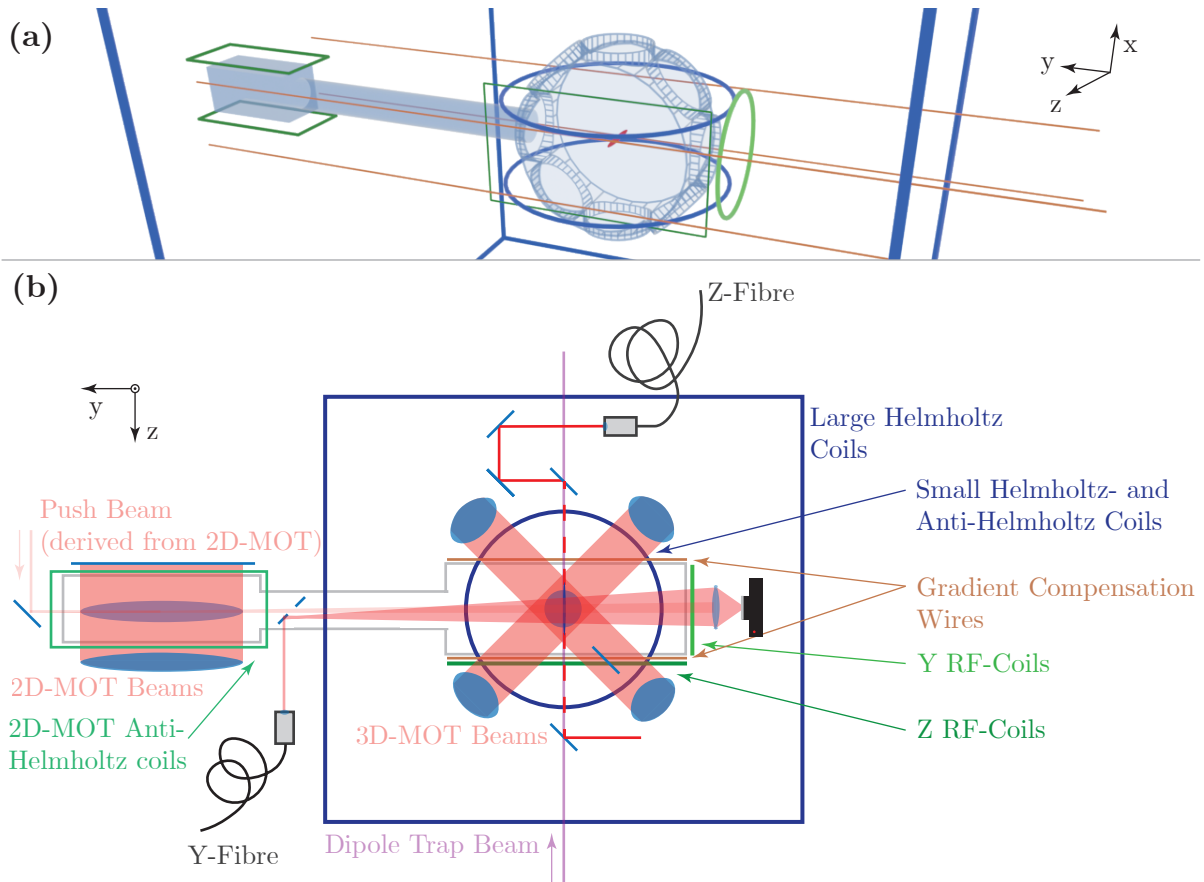 (a)
x
y
z
(b)
Z-Fibre
y
z
Large Helmholtz
Coils
Push Beam
(derived from 2D-MOT)
Small Helmholtz- and
Anti-Helmholtz Coils
Gradient Compensation
Wires
Y RF-Coils
2D-MOT Beams
2D-MOT Anti-
Helmholtz coils
3D-MOT Beams
Z RF-Coils
Dipole Trap Beam
Y-Fibre